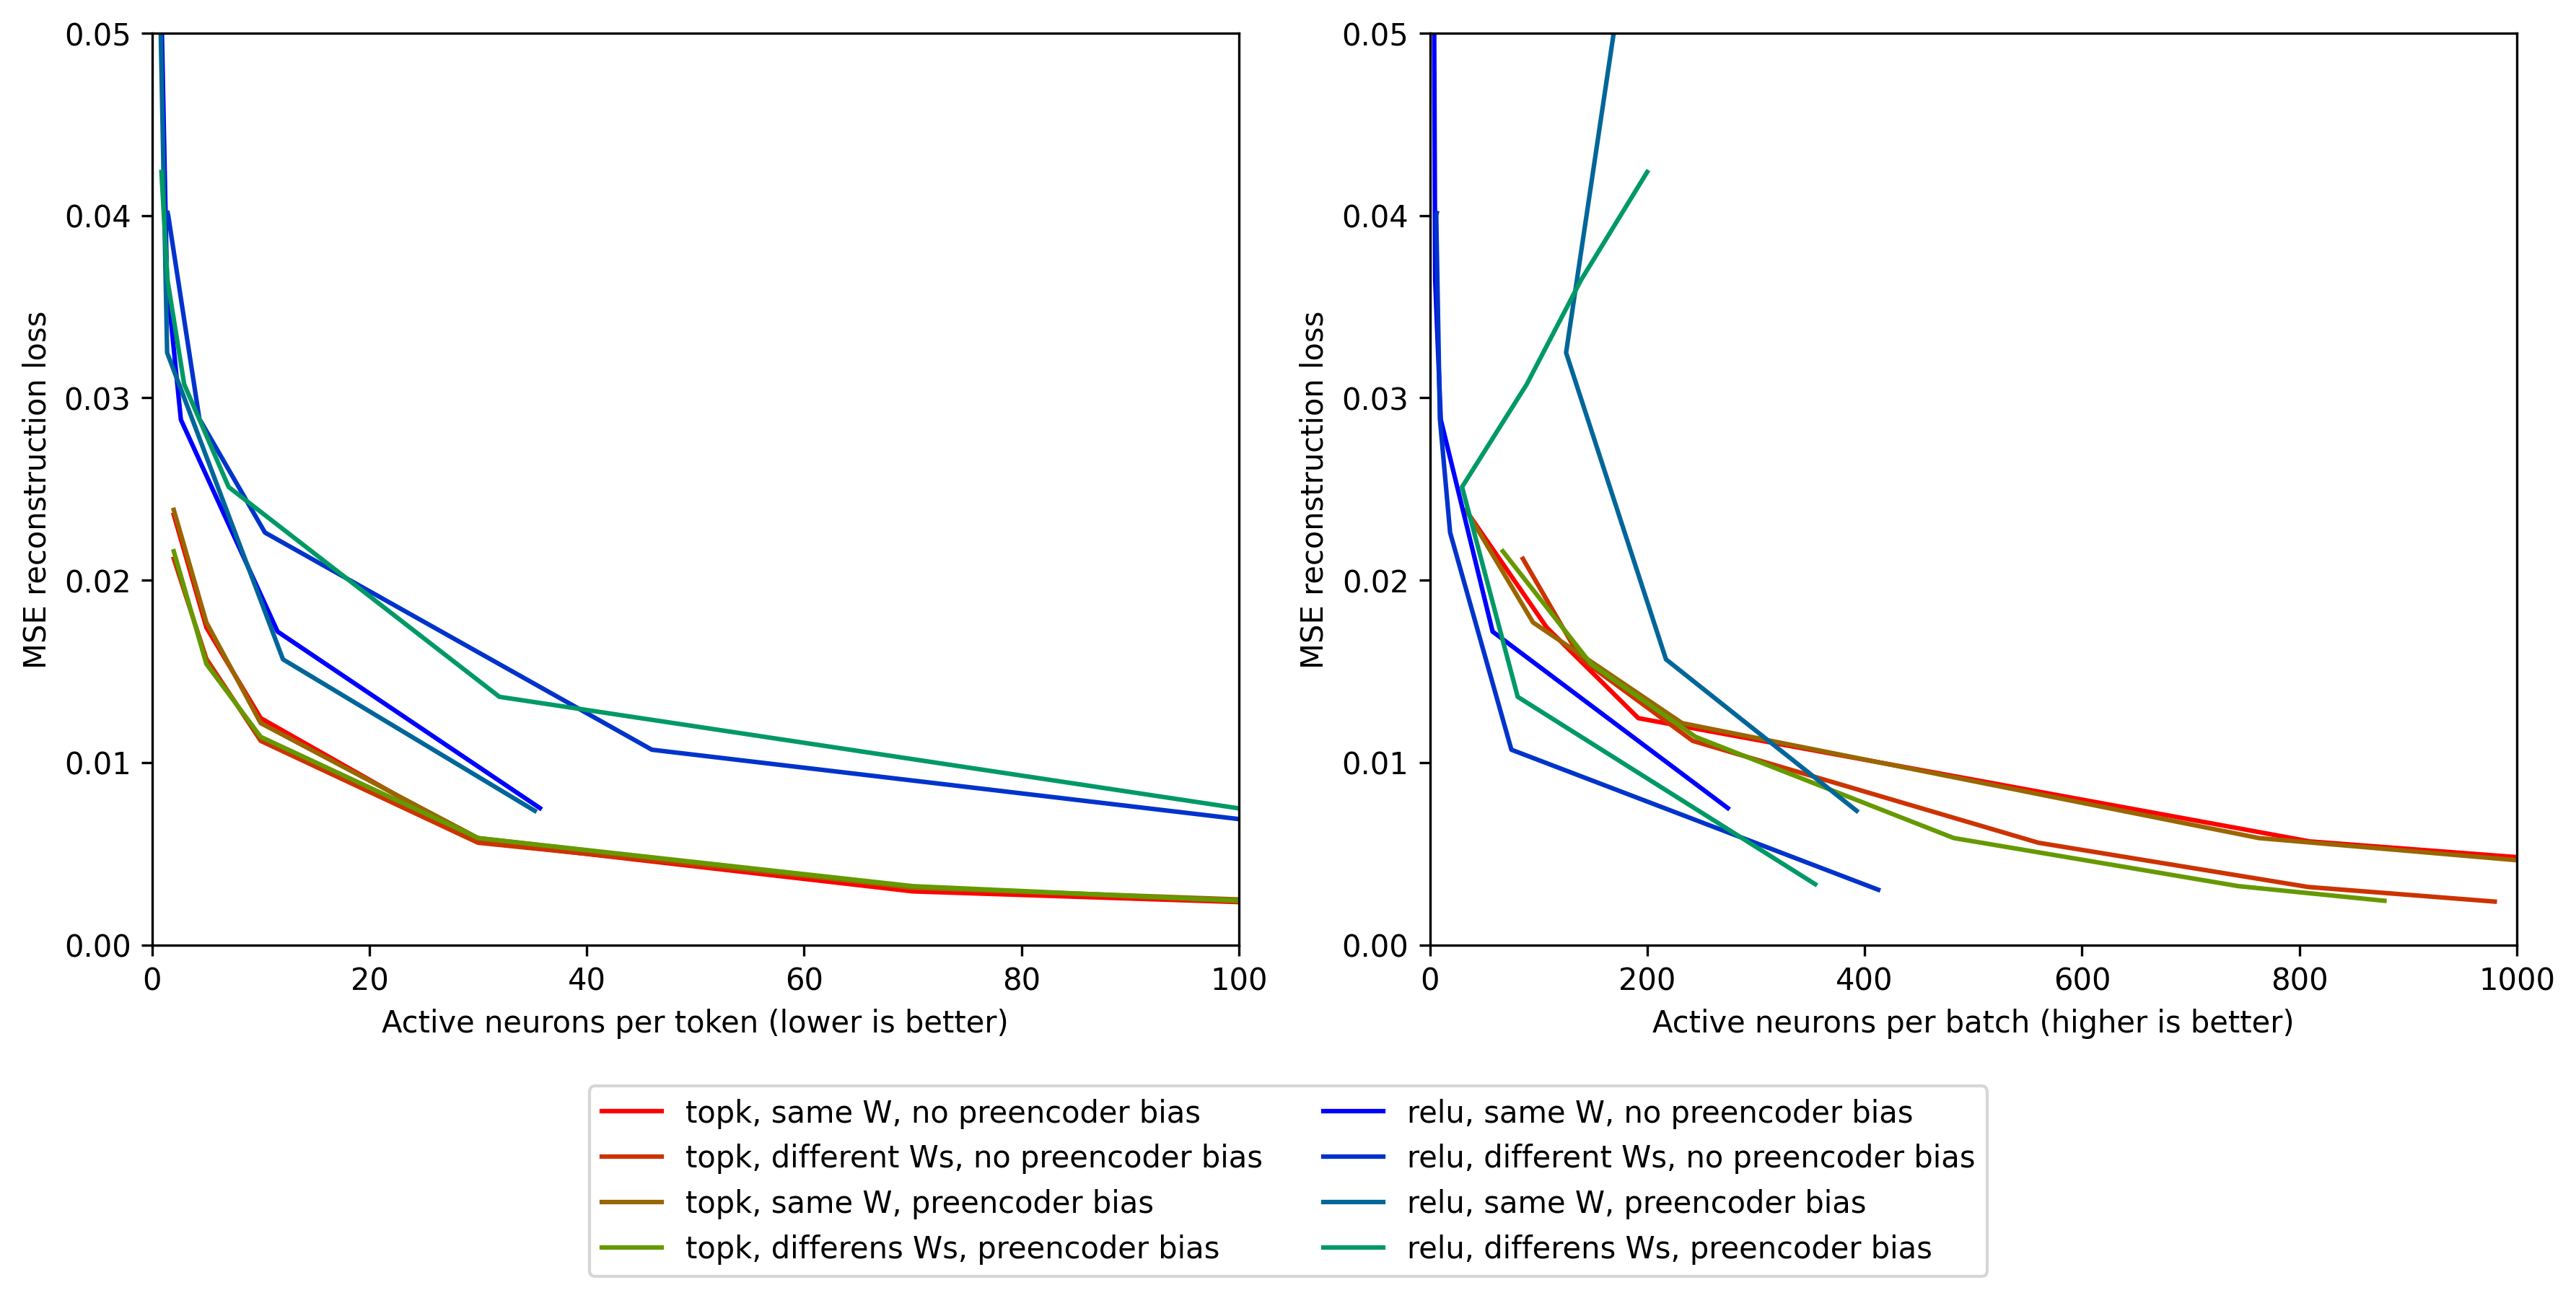 0.05
0.04
0.03
0.02
0.01
0.00
MSE reconstruction loss
0 20 40 60 80 100
Active neurons per token (lower is better)
0.05
0.04
0.03
0.02
0.01
0.00
MSE reconstruction loss
0 200 400 600 800 1000
Active neurons per batch (higher is better)
topk, same W, no preencoder bias
topk, different Ws, no preencoder bias
topk, same W, preencoder bias
topk, differens Ws, preencoder bias
relu, same W, no preencoder bias
relu, different Ws, no preencoder bias
relu, same W, preencoder bias
relu, differens Ws, preencoder bias